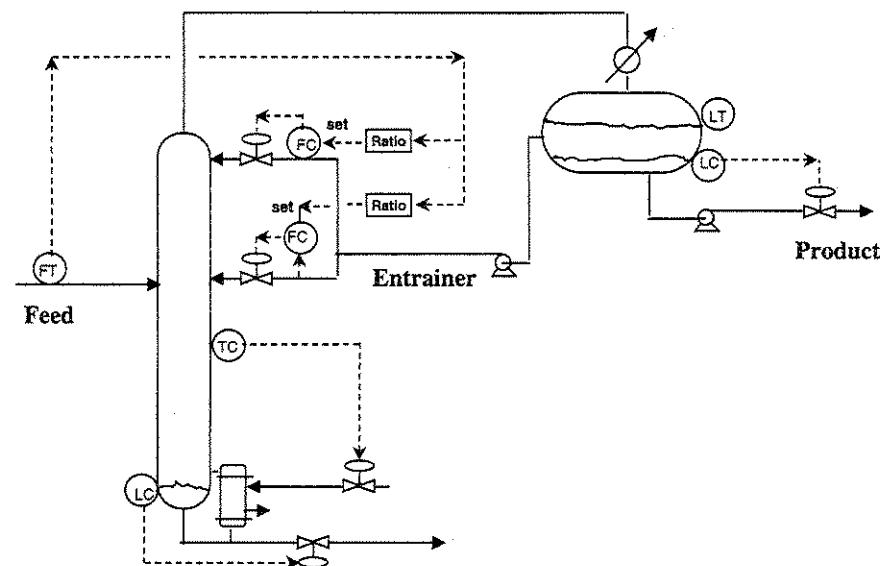 LT
set
FC
Ratio
LC
set
Ratio
FC
Product
FT
Entrainer
Feed
TC
LC